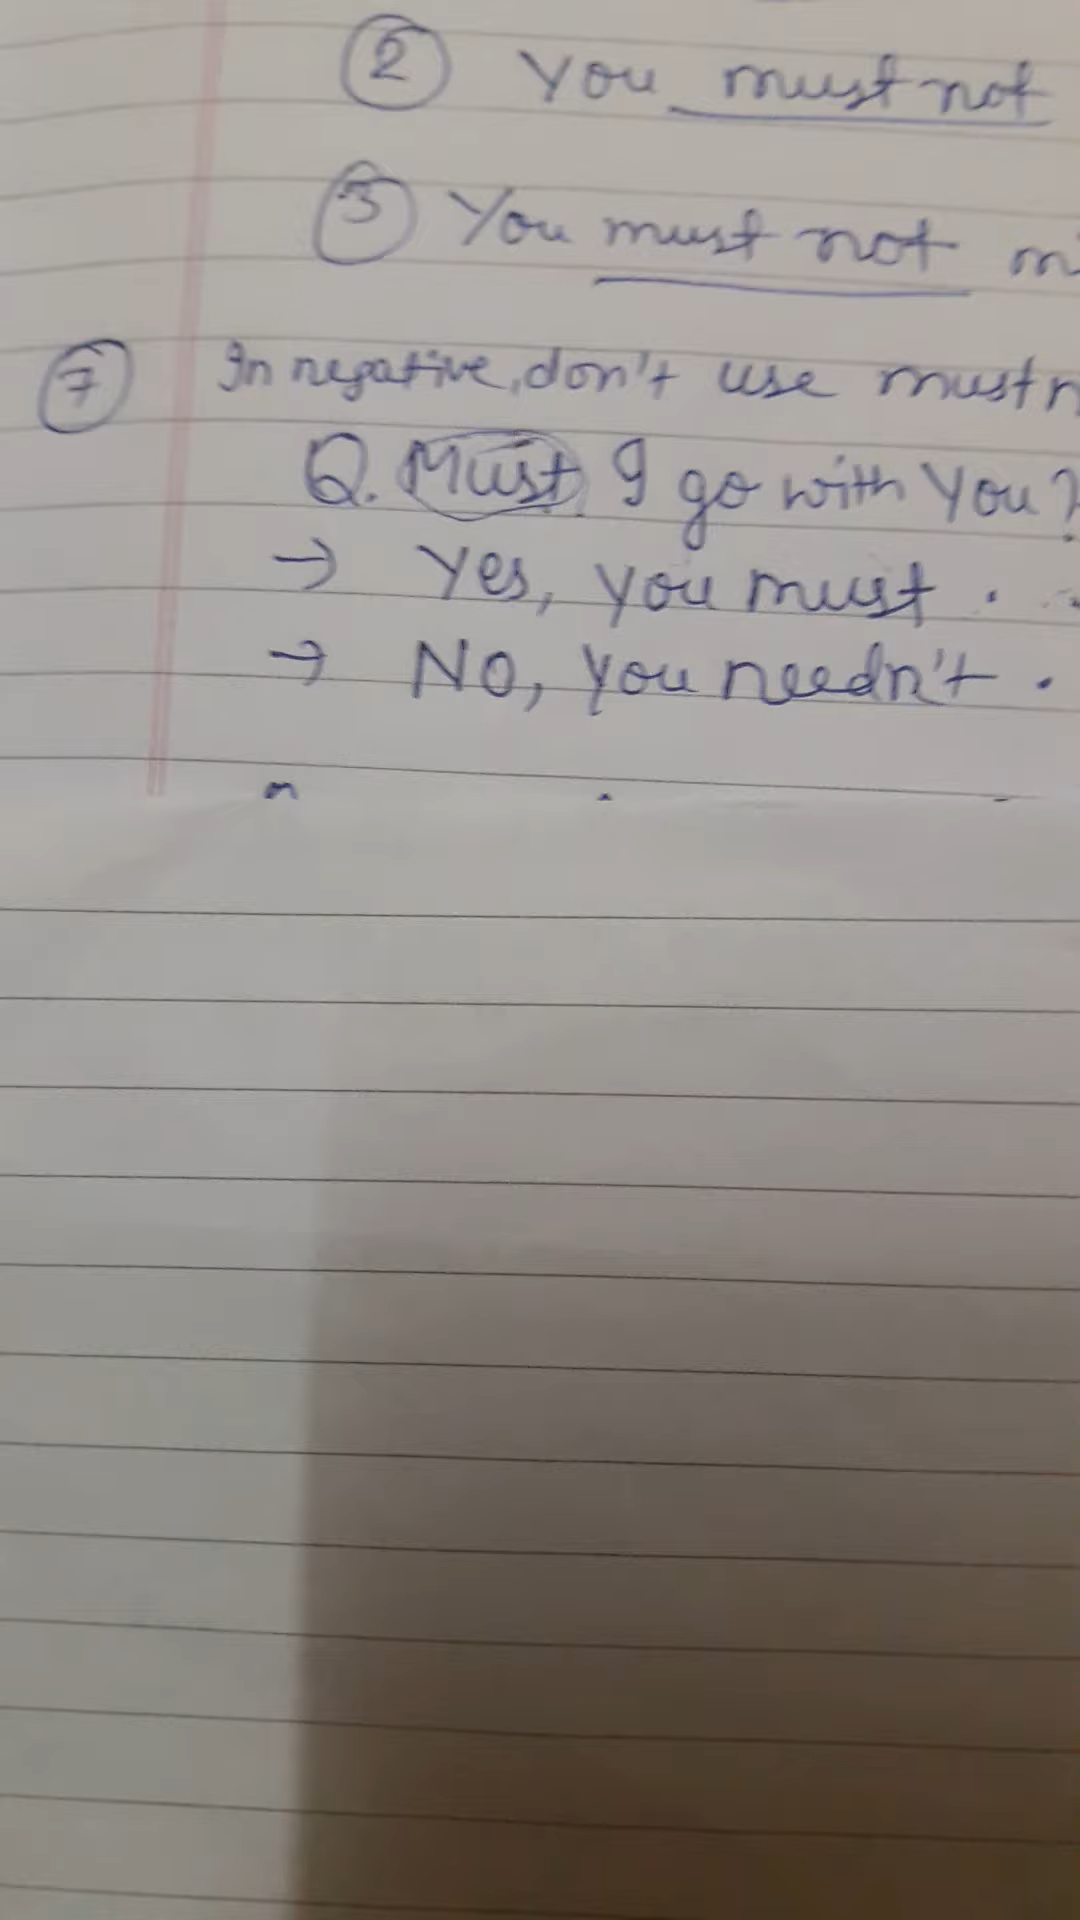 ② You must not
③ You must not
⑦ In negative, don't use must
Q. Must I go with You?
→ Yes, you must.
→ No, you needn't.